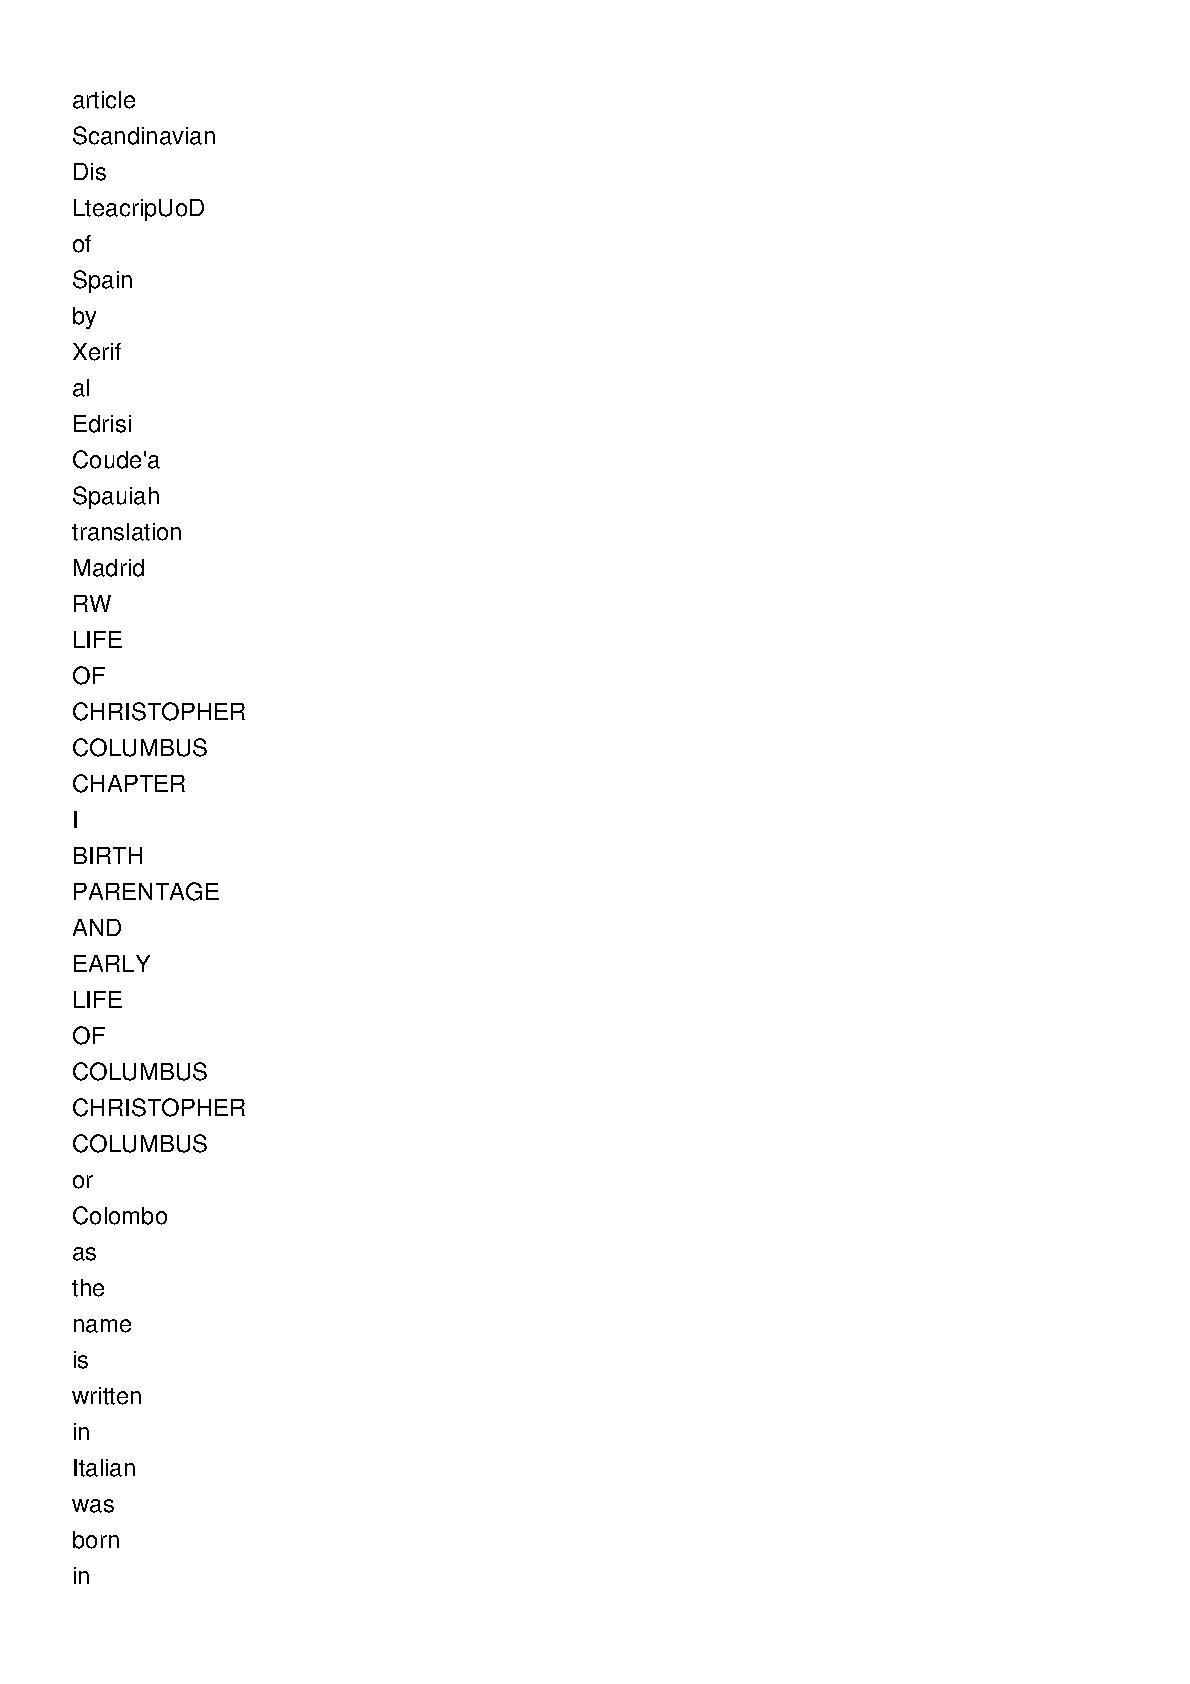 article
Scandinavian
Dis
LteacripUoD
of
Spain
by
Xerif
al
Edrisi
Coude'a
Spauiah
translation
Madrid
RW
LIFE
OF
CHRISTOPHER
COLUMBUS
CHAPTER
I
BIRTH
PARENTAGE
AND
EARLY
LIFE
OF
COLUMBUS
CHRISTOPHER
COLUMBUS
or
Colombo
as
the
name
is
written
in
Italian
was
born
in